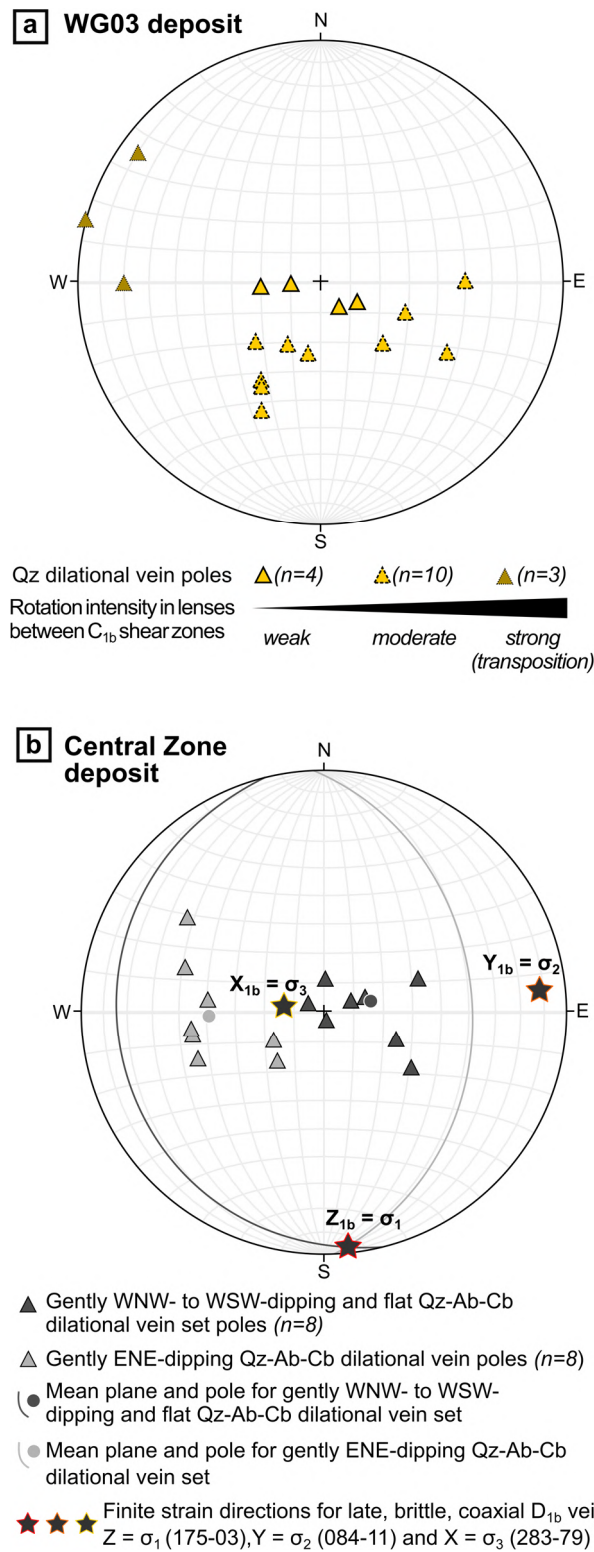 a WG03 deposit
N
W
E
S
Qz dilational vein poles (n=4) (n=10) (n=3)
Rotation intensity in lenses
between C1b shear zones
weak moderate strong
(transposition)
b Central Zone
deposit
N
Y1b = σ2
X1b = σ3
W
E
Z1b = σ1
S
Gently WNW- to WSW-dipping and flat Qz-Ab-Cb
dilational vein set poles (n=8)
Gently ENE-dipping Qz-Ab-Cb dilational vein poles (n=8)
Mean plane and pole for gently WNW- to WSW-
dipping and flat Qz-Ab-Cb dilational vein set
Mean plane and pole for gently ENE-dipping Qz-Ab-Cb
dilational vein set
Finite strain directions for late, brittle, coaxial D1b vei
Z = σ1 (175-03),Y = σ2 (084-11) and X = σ3 (283-79)